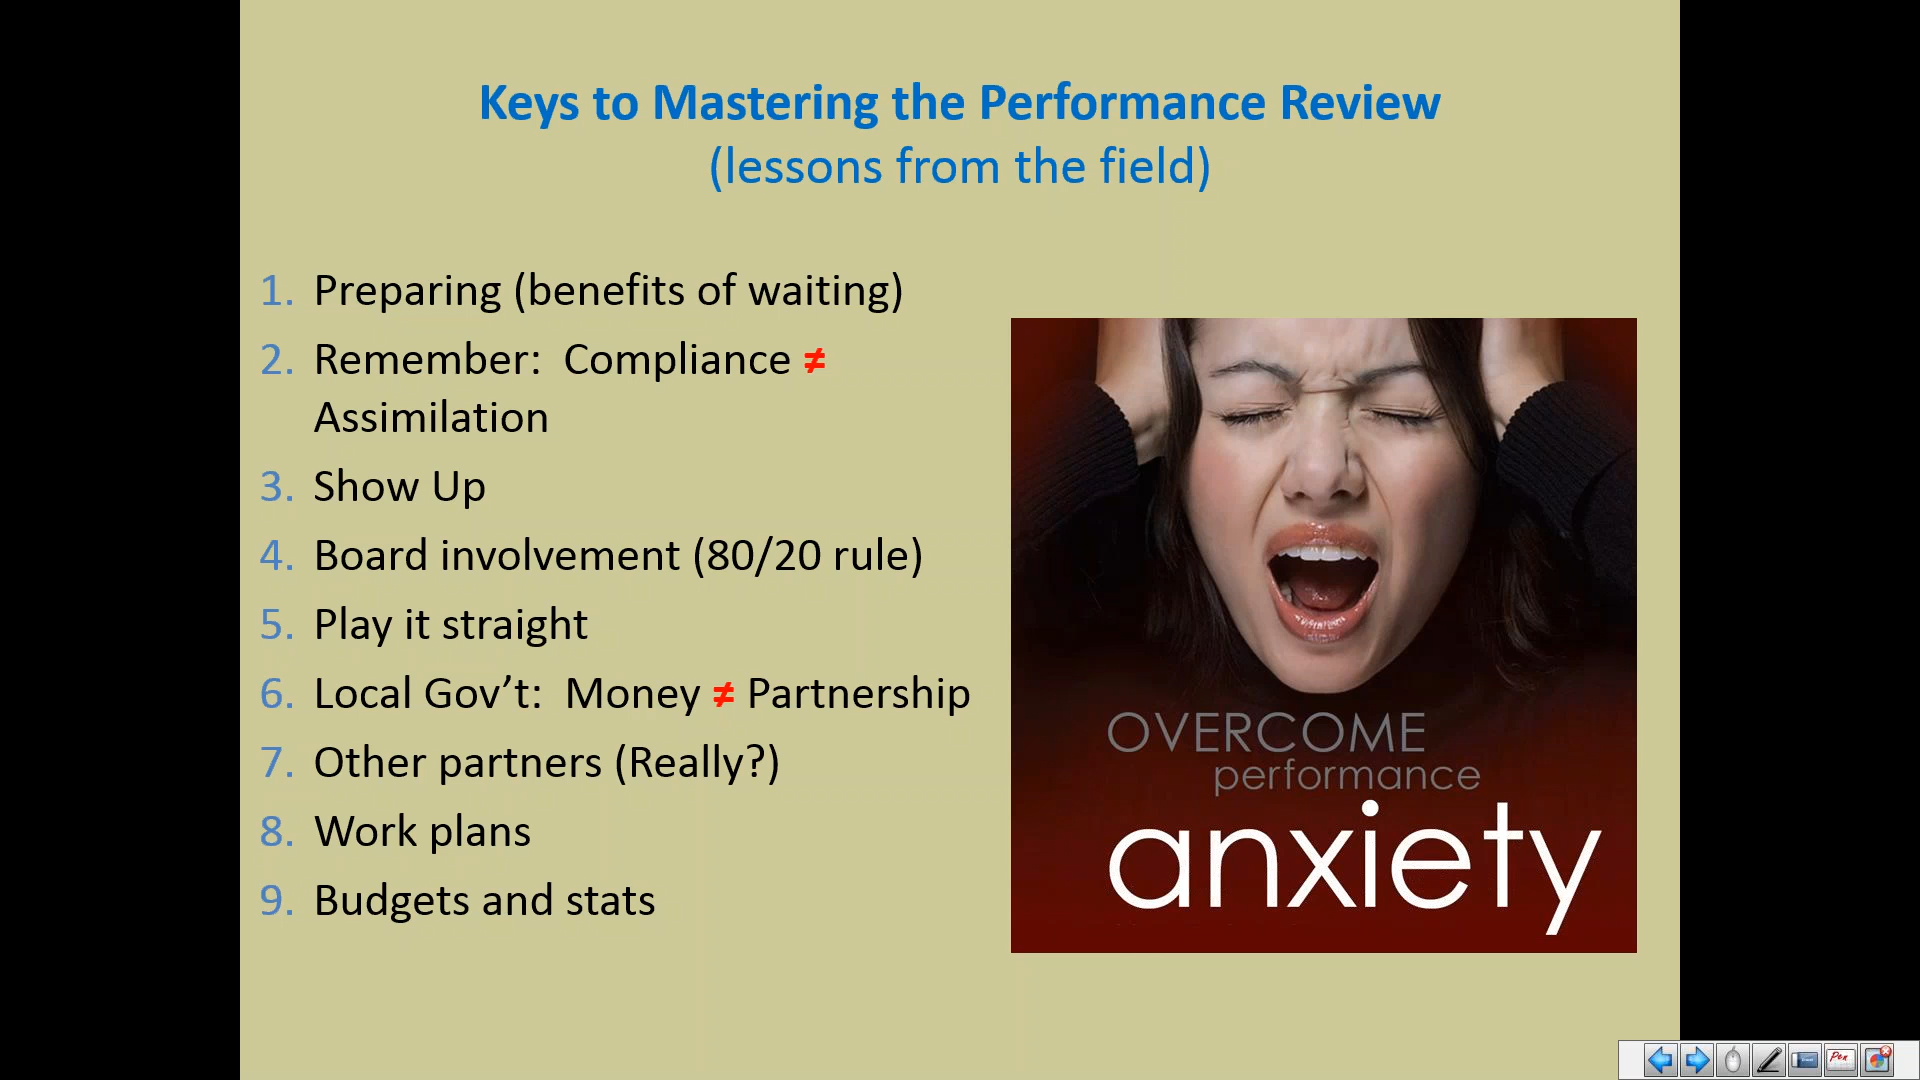 Keys to Mastering the Performance Review
(lessons from the field)
1. Preparing (benefits of waiting)
2. Remember:  Compliance ≠
Assimilation
3. Show Up
4. Board involvement (80/20 rule)
5. Play it straight
6. Local Gov’t:  Money ≠ Partnership
7. Other partners (Really?)
8. Work plans
9. Budgets and stats
OVERCOME
performance
anxiety
Pen